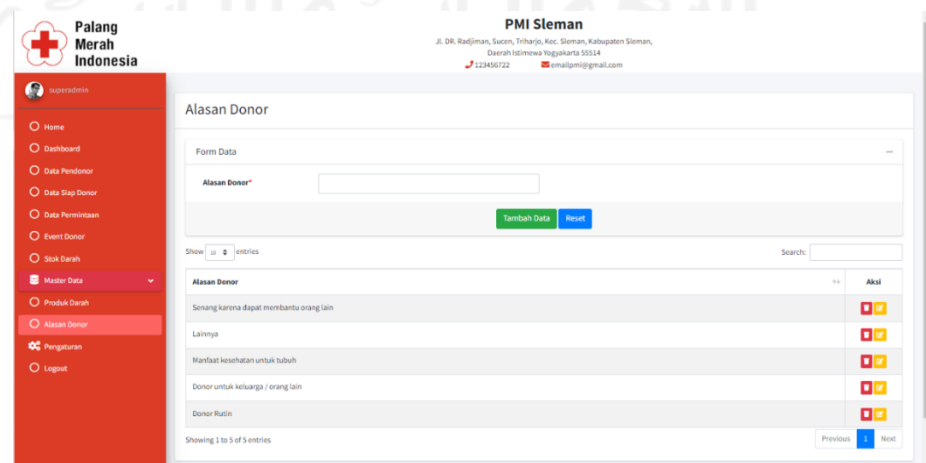 Palang
Merah
Indonesia
PMI Sleman
Jl. DR. Radjiman, Sucen, Triharjo, Kec. Sleman, Kabupaten Sleman,
Daerah Istimewa Yogyakarta 55514
123456722 emailpmi@gmail.com
superadmin
Home
Dashboard
Data Pendonor
Data Siap Donor
Data Permintaan
Event Donor
Stok Darah
Master Data
Produk Darah
Alasan Donor
Pengaturan
Logout
Alasan Donor
Form Data
Alasan Donor*
Tambah Data Reset
Show 10 entries Search:
Alasan Donor Aksi
Senang karena dapat membantu orang lain
Lainnya
Manfaat kesehatan untuk tubuh
Donor untuk keluarga / orang lain
Donor Rutin
Showing 1 to 5 of 5 entries
Previous 1 Next